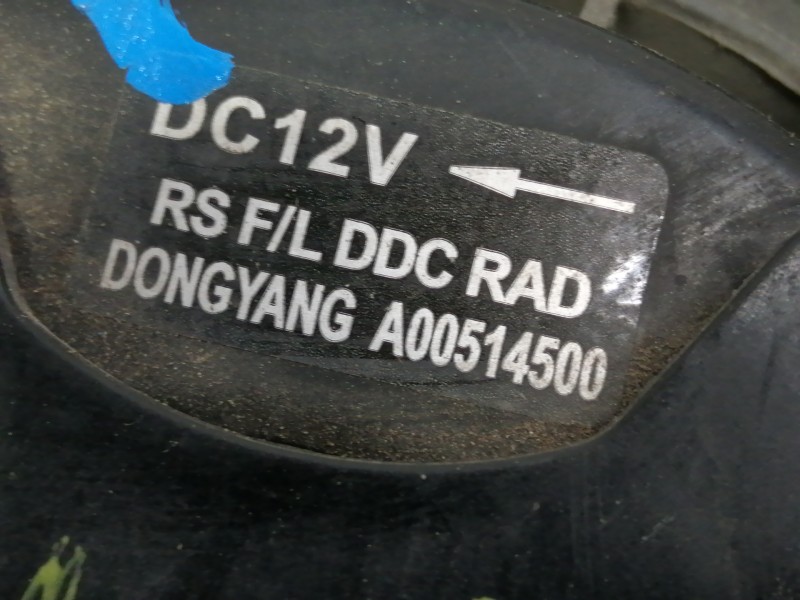 DC12V
RS F/L DDC RAD
DONGYANG A00514500